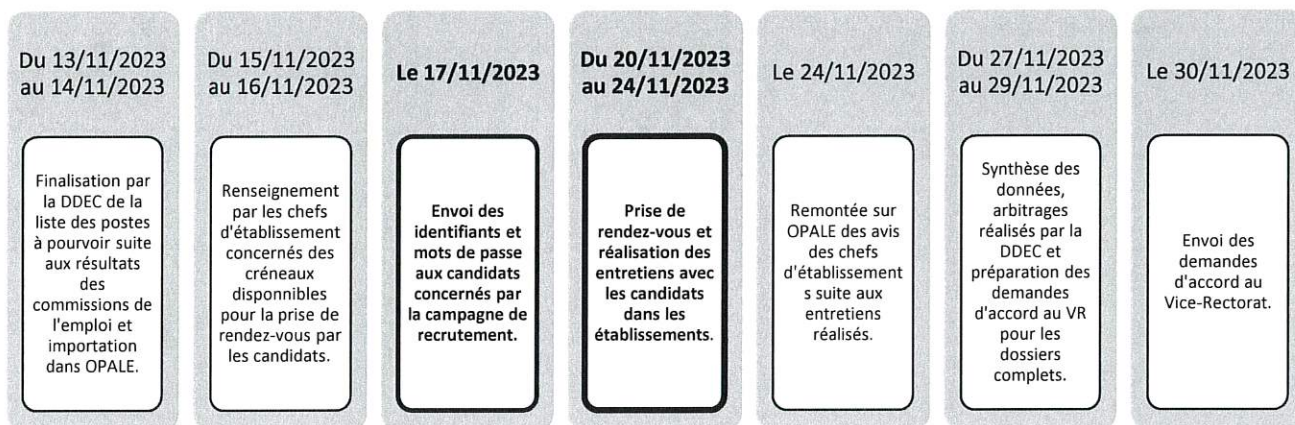 Du 13/11/2023
au 14/11/2023
Finalisation par
la DDEC de la
liste des postes
à pourvoir suite
aux résultats
des
commissions de
l'emploi et
importation
dans OPALE.
Du 15/11/2023
au 16/11/2023
Renseignement
par les chefs
d'établissement
concernés des
créneaux
disponnibles
pour la prise de
rendez-vous par
les candidats.
Le 17/11/2023
Envoi des
identifiants et
mots de passe
aux candidats
concernés par
la campagne de
recrutement.
Du 20/11/2023
au 24/11/2023
Prise de
rendez-vous et
réalisation des
entretiens avec
les candidats
dans les
établissements.
Le 24/11/2023
Remontée sur
OPALE des avis
des chefs
d'établissement
s suite aux
entretiens
réalisés.
Du 27/11/2023
au 29/11/2023
Synthèse des
données,
arbitrages
réalisés par la
DDEC et
préparation des
demandes
d'accord au VR
pour les
dossiers
complets.
Le 30/11/2023
Envoi des
demandes
d'accord au
Vice-Rectorat.